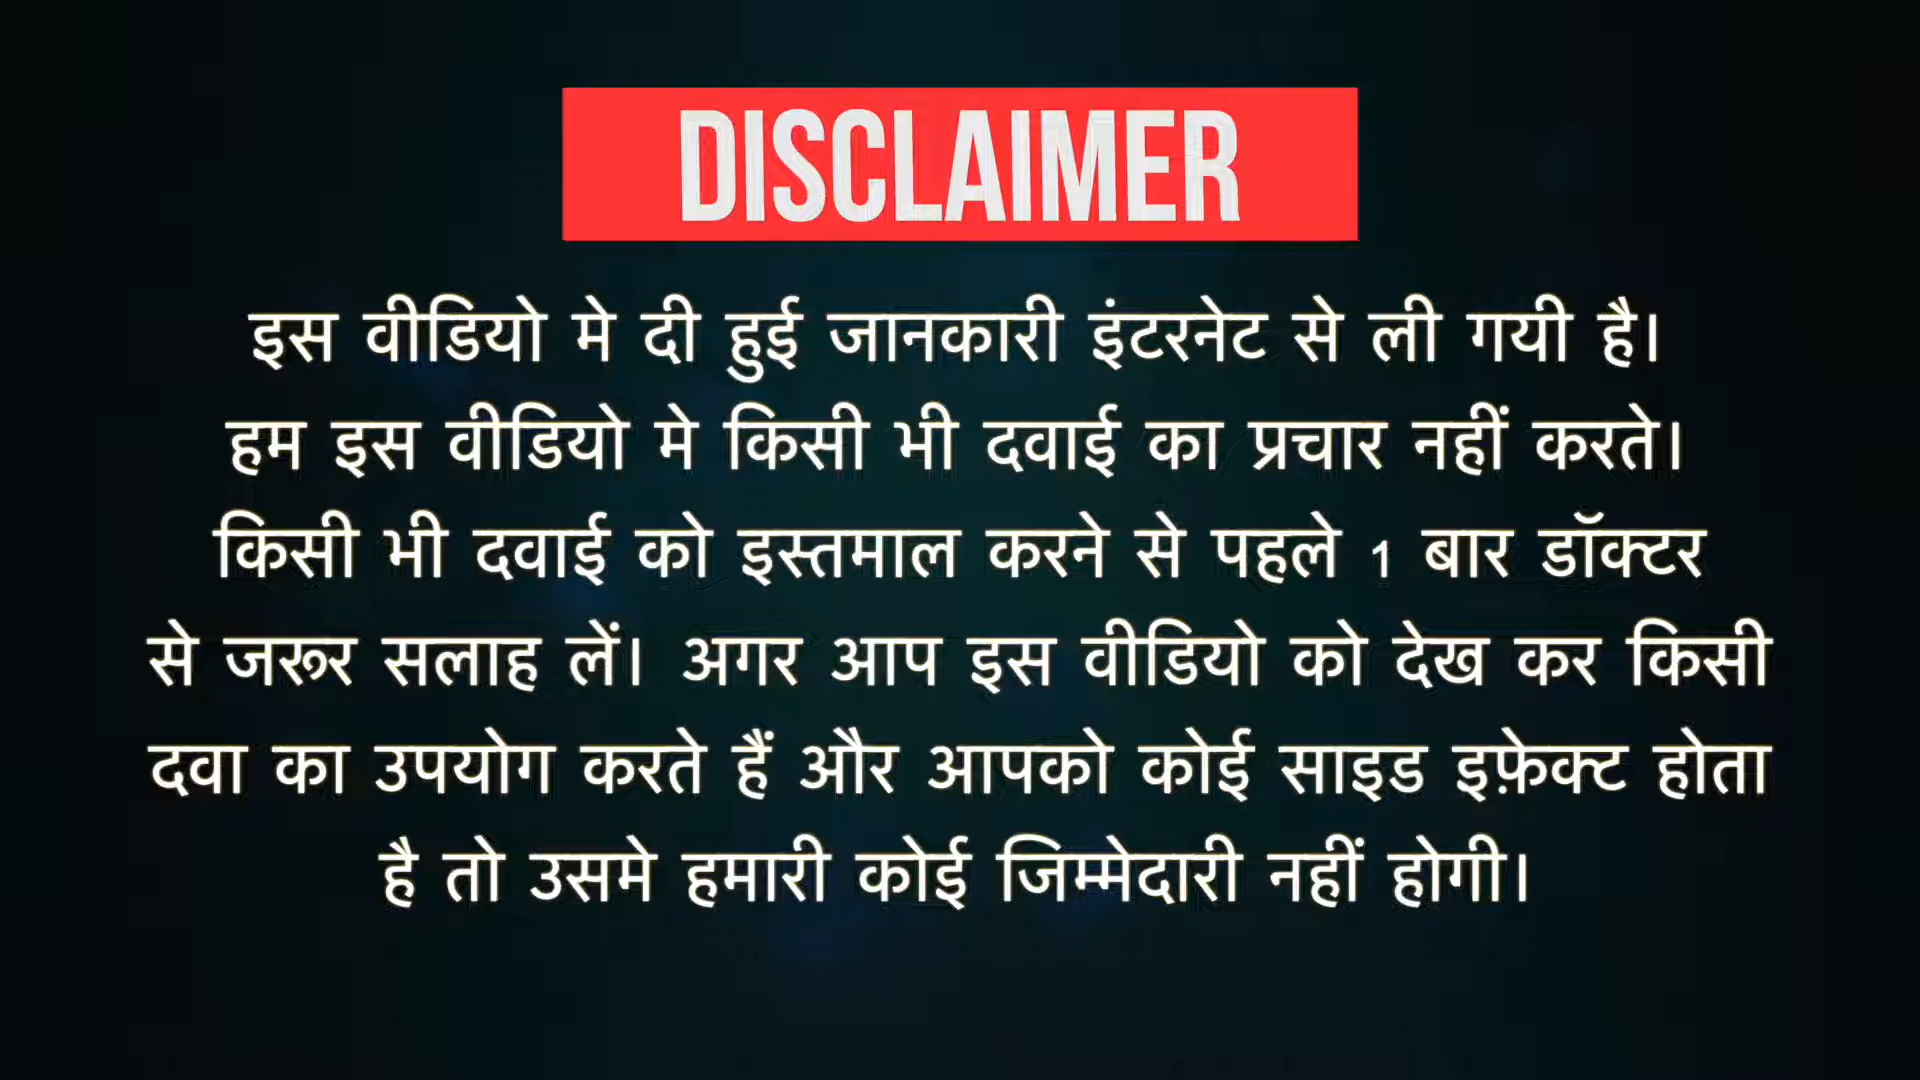 DISCLAIMER
इस वीडियो मे दी हुई जानकारी इंटरनेट से ली गयी है।
हम इस वीडियो मे किसी भी दवाई का प्रचार नहीं करते।
किसी भी दवाई को इस्तमाल करने से पहले 1 बार डॉक्टर
से जरूर सलाह लें। अगर आप इस वीडियो को देख कर किसी
दवा का उपयोग करते हैं और आपको कोई साइड इफ़ेक्ट होता
है तो उसमे हमारी कोई जिम्मेदारी नहीं होगी।